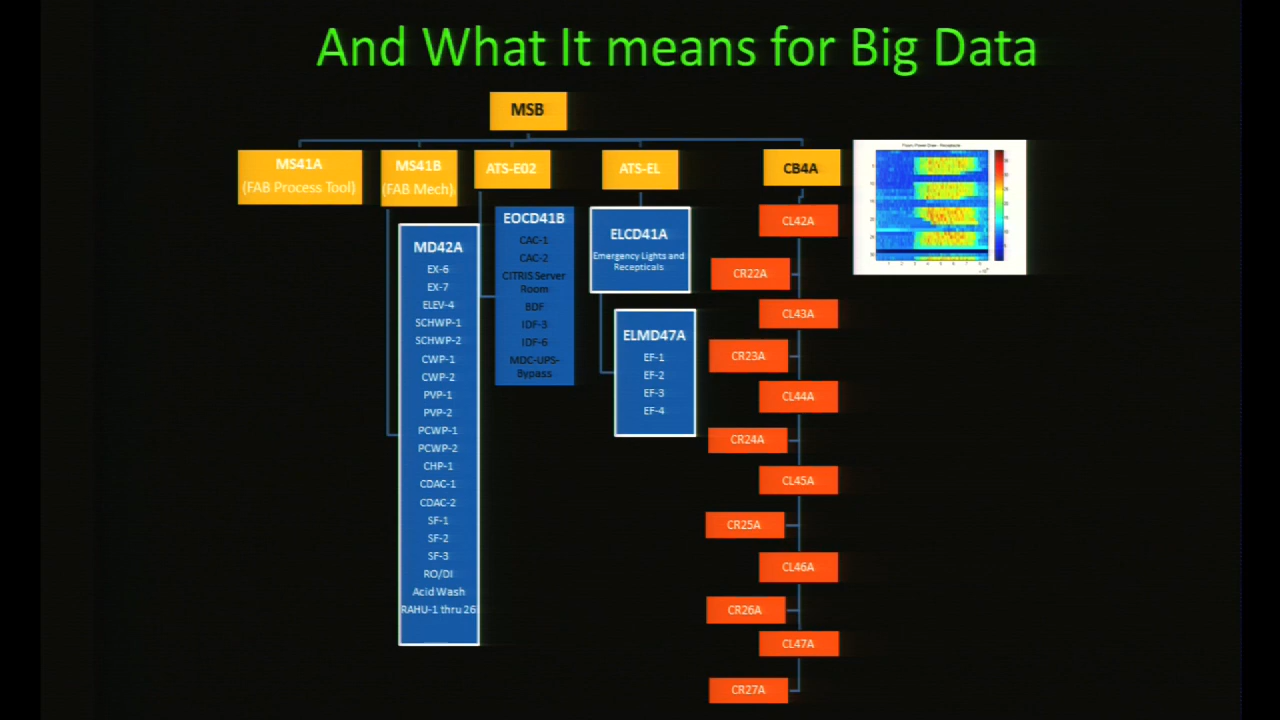 And What It means for Big Data
MSB
MS41A
(FAB Process Tool)
MS41B
(FAB Mech)
ATS-E02
ATS-EL
CB4A
MD42A
EX-6
EX-7
ELEV-4
SCHWP-1
SCHWP-2
CWP-1
CWP-2
PVP-1
PVP-2
PCWP-1
PCWP-2
CHP-1
CDAC-1
CDAC-2
SF-1
SF-2
SF-3
RO/DI
Acid Wash
RAHU-1 thru 26
EOCD41B
CAC-1
CAC-2
CITRIS Server
Room
BDF
IDF-3
IDF-6
MDC-UPS-
Bypass
ELCD41A
Emergency Lights and
Recepticals
ELMD47A
EF-1
EF-2
EF-3
EF-4
CL42A
CR22A
CL43A
CR23A
CL44A
CR24A
CL45A
CR25A
CL46A
CR26A
CL47A
CR27A